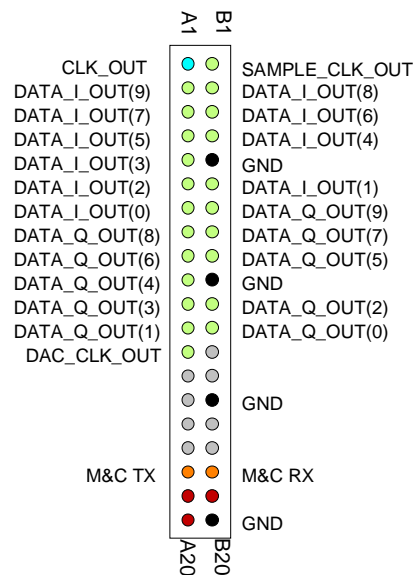 A1 B1
CLK_OUT SAMPLE_CLK_OUT
DATA_I_OUT(9) DATA_I_OUT(8)
DATA_I_OUT(7) DATA_I_OUT(6)
DATA_I_OUT(5) DATA_I_OUT(4)
DATA_I_OUT(3) GND
DATA_I_OUT(2) DATA_I_OUT(1)
DATA_I_OUT(0) DATA_Q_OUT(9)
DATA_Q_OUT(8) DATA_Q_OUT(7)
DATA_Q_OUT(6) DATA_Q_OUT(5)
DATA_Q_OUT(4) GND
DATA_Q_OUT(3) DATA_Q_OUT(2)
DATA_Q_OUT(1) DATA_Q_OUT(0)
DAC_CLK_OUT
GND
M&C TX M&C RX
GND
A20 B20